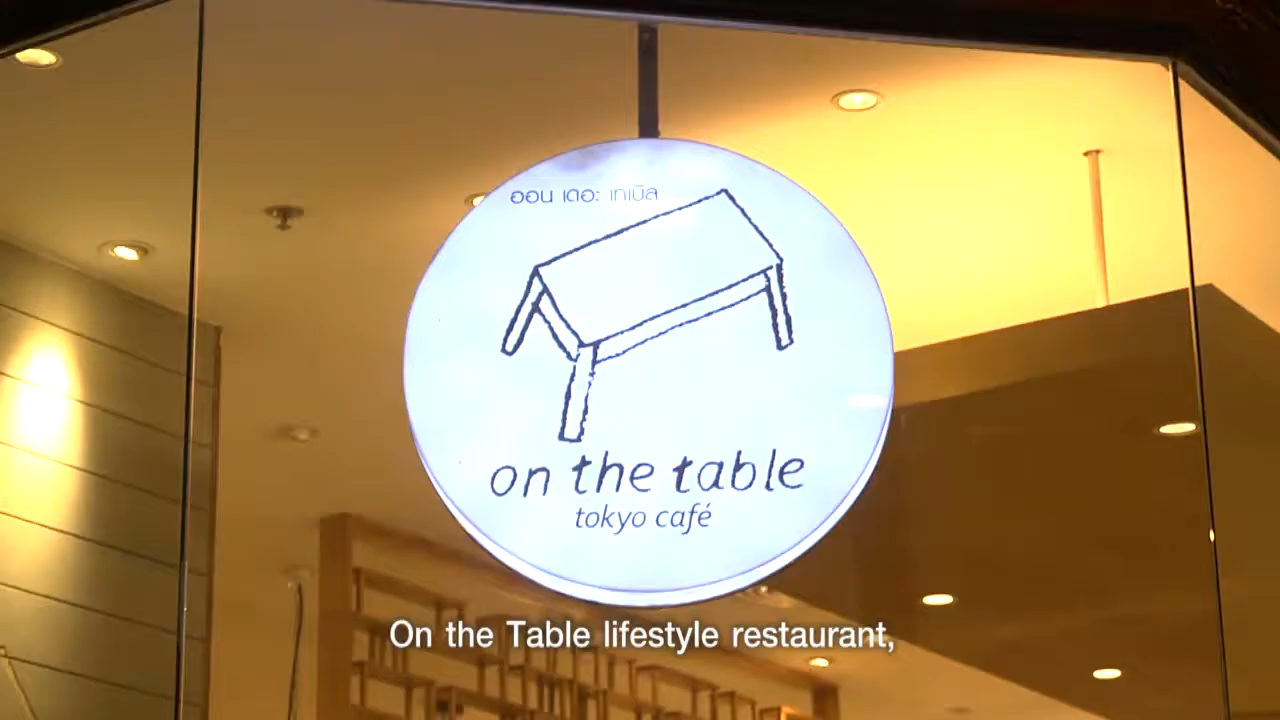 ออน เดอะ เทเบิล
on the table
tokyo café
On the Table lifestyle restaurant,